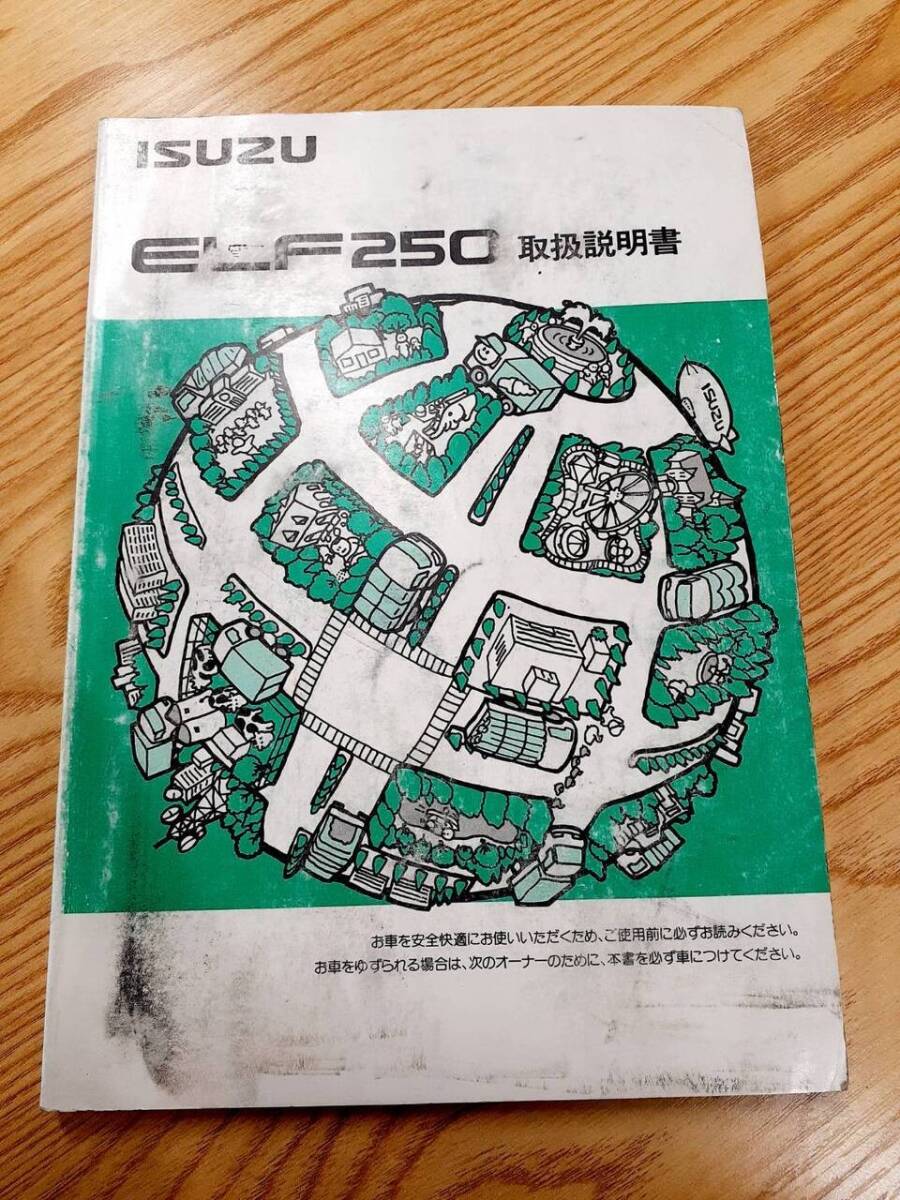 ISUZU
ELF250 取扱説明書
ISUZU
お車を安全快適にお使いいただくため、ご使用前に必ずお読みください。
お車をゆずられる場合は、次のオーナーのために、本書を必ず車につけてください。